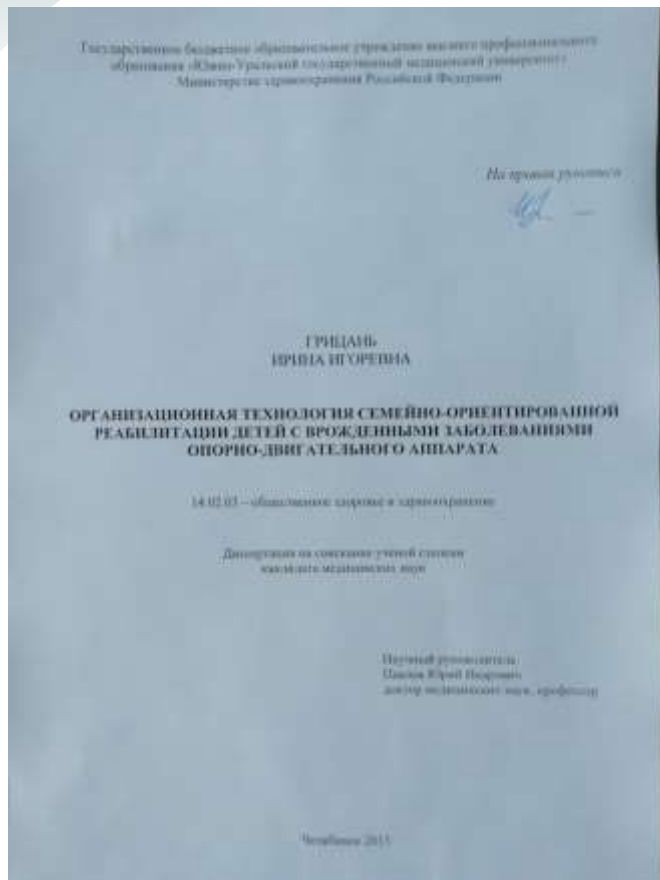 Государственное бюджетное образовательное учреждение высшего профессионального
образования «Южно-Уральский государственный медицинский университет»
Министерства здравоохранения Российской Федерации
На правах рукописи
ГРИЦАНЬ
ИРИНА ИГОРЕВНА
ОРГАНИЗАЦИОННАЯ ТЕХНОЛОГИЯ СЕМЕЙНО-ОРИЕНТИРОВАННОЙ
РЕАБИЛИТАЦИИ ДЕТЕЙ С ВРОЖДЕННЫМИ ЗАБОЛЕВАНИЯМИ
ОПОРНО-ДВИГАТЕЛЬНОГО АППАРАТА
14.02.03 – общественное здоровье и здравоохранение
Диссертация на соискание ученой степени
кандидата медицинских наук
Научный руководитель
Юрий
доктор медицинских наук, профессор
Челябинск